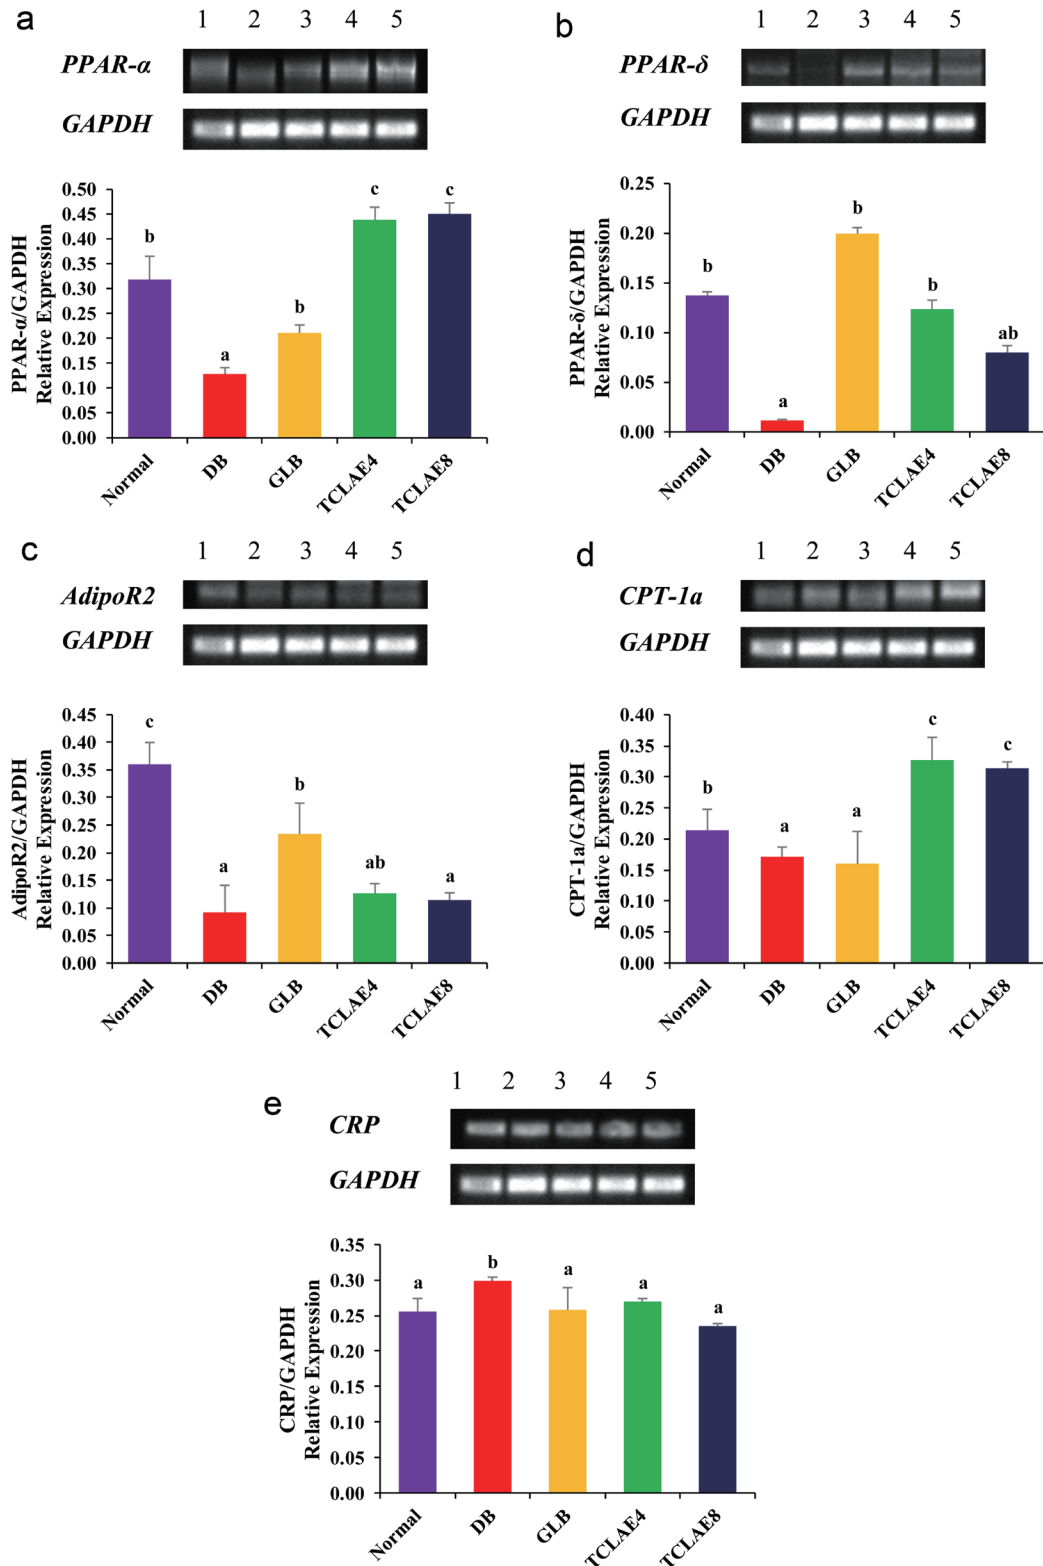 a
1 2 3 4 5
PPAR-α
GAPDH
PPAR-α/GAPDH
Relative Expression
0.50
0.45
0.40
0.35
0.30
0.25
0.20
0.15
0.10
0.05
0.00
b
a
b
c
c
Normal
DB
GLB
TCLAE4
TCLAE8
b
1 2 3 4 5
PPAR-δ
GAPDH
PPAR-δ/GAPDH
Relative Expression
0.25
0.20
0.15
0.10
0.05
0.00
b
a
b
b
ab
Normal
DB
GLB
TCLAE4
TCLAE8
c
1 2 3 4 5
AdipoR2
GAPDH
AdipoR2/GAPDH
Relative Expression
0.45
0.40
0.35
0.30
0.25
0.20
0.15
0.10
0.05
0.00
c
a
b
ab
a
Normal
DB
GLB
TCLAE4
TCLAE8
d
1 2 3 4 5
CPT-1a
GAPDH
CPT-1a/GAPDH
Relative Expression
0.40
0.35
0.30
0.25
0.20
0.15
0.10
0.05
0.00
b
a
a
c
c
Normal
DB
GLB
TCLAE4
TCLAE8
e
1 2 3 4 5
CRP
GAPDH
CRP/GAPDH
Relative Expression
0.35
0.30
0.25
0.20
0.15
0.10
0.05
0.00
a
b
a
a
a
Normal
DB
GLB
TCLAE4
TCLAE8